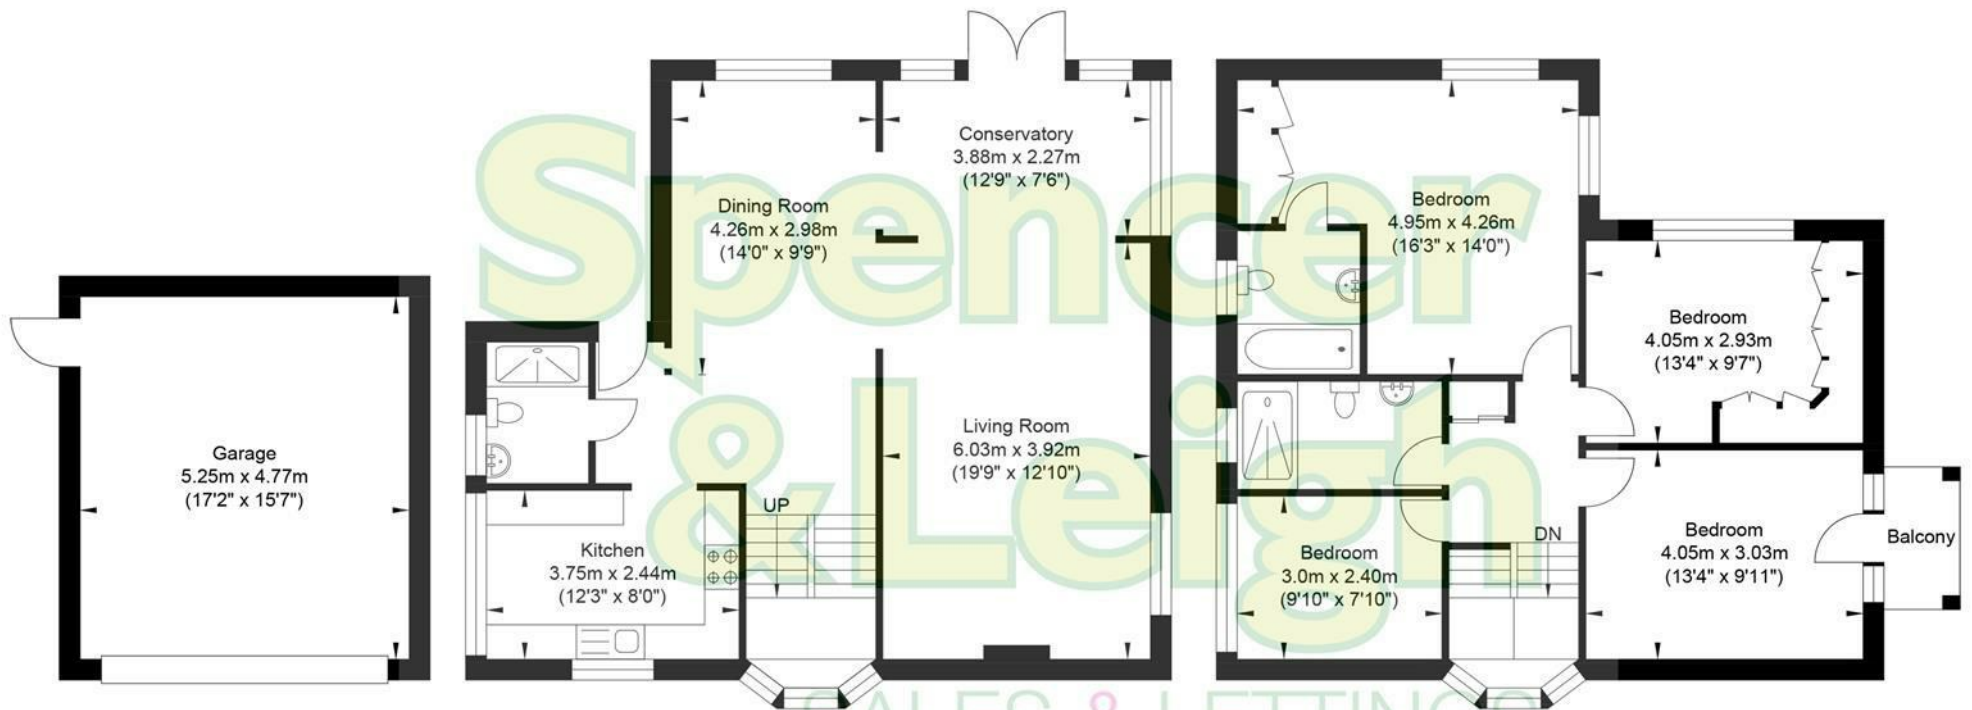 Garage
5.25m x 4.77m
(17'2" x 15'7")
Dining Room
4.26m x 2.98m
(14'0" x 9'9")
Conservatory
3.88m x 2.27m
(12'9" x 7'6")
Living Room
6.03m x 3.92m
(19'9" x 12'10")
Kitchen
3.75m x 2.44m
(12'3" x 8'0")
UP
Bedroom
4.95m x 4.26m
(16'3" x 14'0")
Bedroom
4.05m x 2.93m
(13'4" x 9'7")
Bedroom
3.0m x 2.40m
(9'10" x 7'10")
DN
Bedroom
4.05m x 3.03m
(13'4" x 9'11")
Balcony
Spencer
& Leigh
SALES & LETTINGS